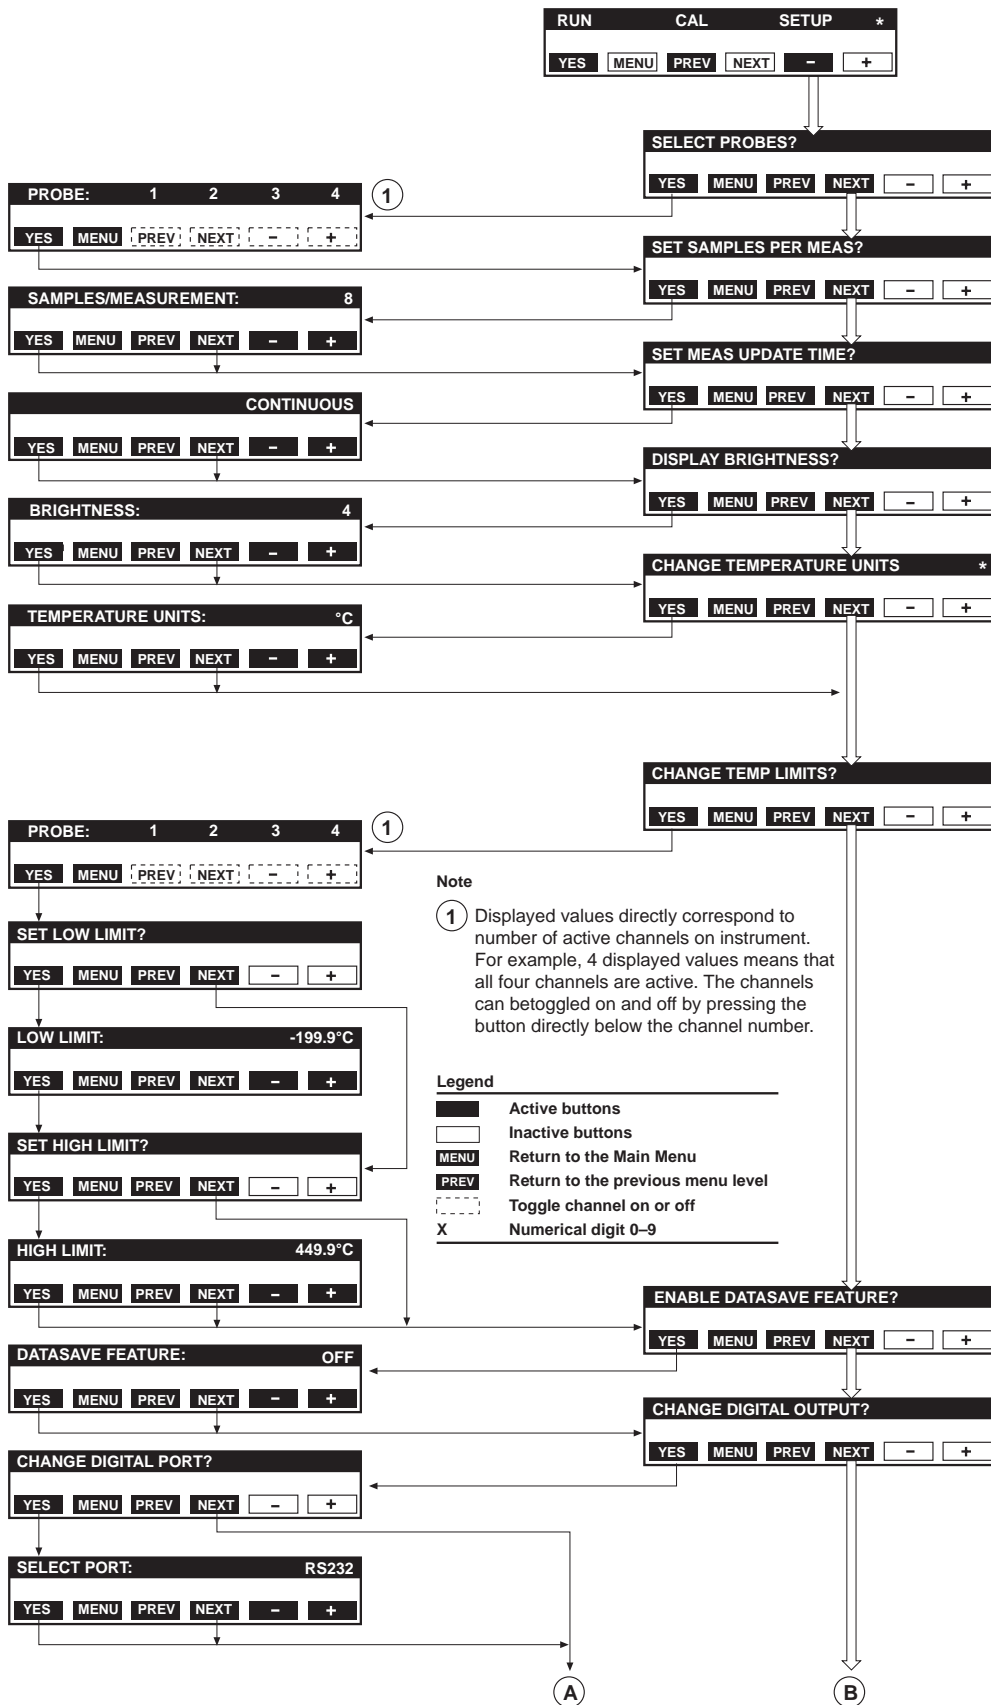 RUN CAL SETUP *
YES MENU PREV NEXT – +
SELECT PROBES?
YES MENU PREV NEXT – +
PROBE: 1 2 3 4
YES MENU PREV NEXT – +
1
SET SAMPLES PER MEAS?
YES MENU PREV NEXT – +
SAMPLES/MEASUREMENT: 8
YES MENU PREV NEXT – +
SET MEAS UPDATE TIME?
YES MENU PREV NEXT – +
CONTINUOUS
YES MENU PREV NEXT – +
DISPLAY BRIGHTNESS?
YES MENU PREV NEXT – +
BRIGHTNESS: 4
YES MENU PREV NEXT – +
CHANGE TEMPERATURE UNITS *
YES MENU PREV NEXT – +
TEMPERATURE UNITS: °C
YES MENU PREV NEXT – +
CHANGE TEMP LIMITS?
YES MENU PREV NEXT – +
PROBE: 1 2 3 4
YES MENU PREV NEXT – +
1
Note
1 Displayed values directly correspond to
number of active channels on instrument.
For example, 4 displayed values means that
all four channels are active. The channels
can betoggled on and off by pressing the
button directly below the channel number.
SET LOW LIMIT?
YES MENU PREV NEXT – +
LOW LIMIT: -199.9°C
YES MENU PREV NEXT – +
SET HIGH LIMIT?
YES MENU PREV NEXT – +
HIGH LIMIT: 449.9°C
YES MENU PREV NEXT – +
Legend
Active buttons
Inactive buttons
MENU Return to the Main Menu
PREV Return to the previous menu level
Toggle channel on or off
X Numerical digit 0–9
ENABLE DATASAVE FEATURE?
YES MENU PREV NEXT – +
DATASAVE FEATURE: OFF
YES MENU PREV NEXT – +
CHANGE DIGITAL OUTPUT?
YES MENU PREV NEXT – +
CHANGE DIGITAL PORT?
YES MENU PREV NEXT – +
SELECT PORT: RS232
YES MENU PREV NEXT – +
A
B